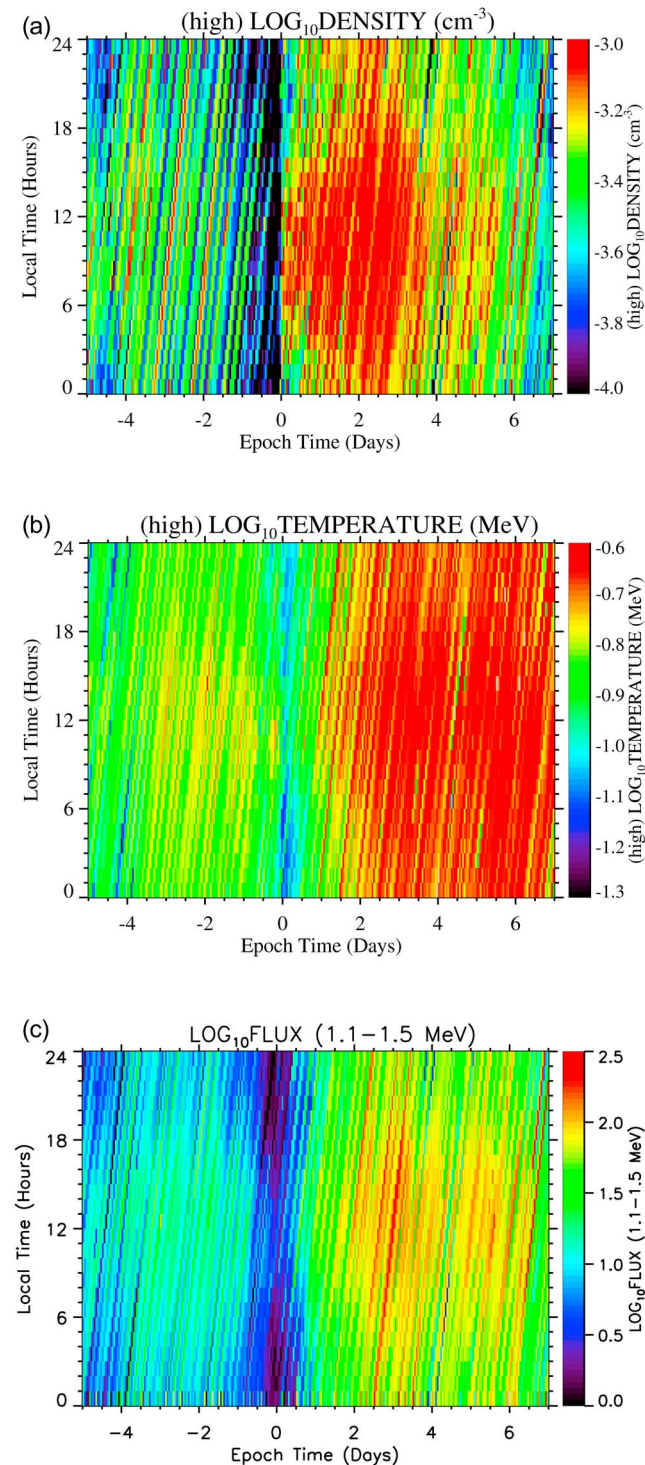 (a)
(high) LOG₁₀DENSITY (cm⁻³)
24
18
12
6
0
Local Time (Hours)
-4 -2 0 2 4 6
Epoch Time (Days)
-3.0
-3.2
-3.4
-3.6
-3.8
-4.0
(high) LOG₁₀DENSITY (cm⁻³)
(b)
(high) LOG₁₀TEMPERATURE (MeV)
24
18
12
6
0
Local Time (Hours)
-4 -2 0 2 4 6
Epoch Time (Days)
-0.6
-0.7
-0.8
-0.9
-1.0
-1.1
-1.2
-1.3
(high) LOG₁₀TEMPERATURE (MeV)
(c)
LOG₁₀FLUX (1.1−1.5 MeV)
24
18
12
6
0
Local Time (Hours)
−4 −2 0 2 4 6
Epoch Time (Days)
2.5
2.0
1.5
1.0
0.5
0.0
LOG₁₀FLUX (1.1−1.5 MeV)